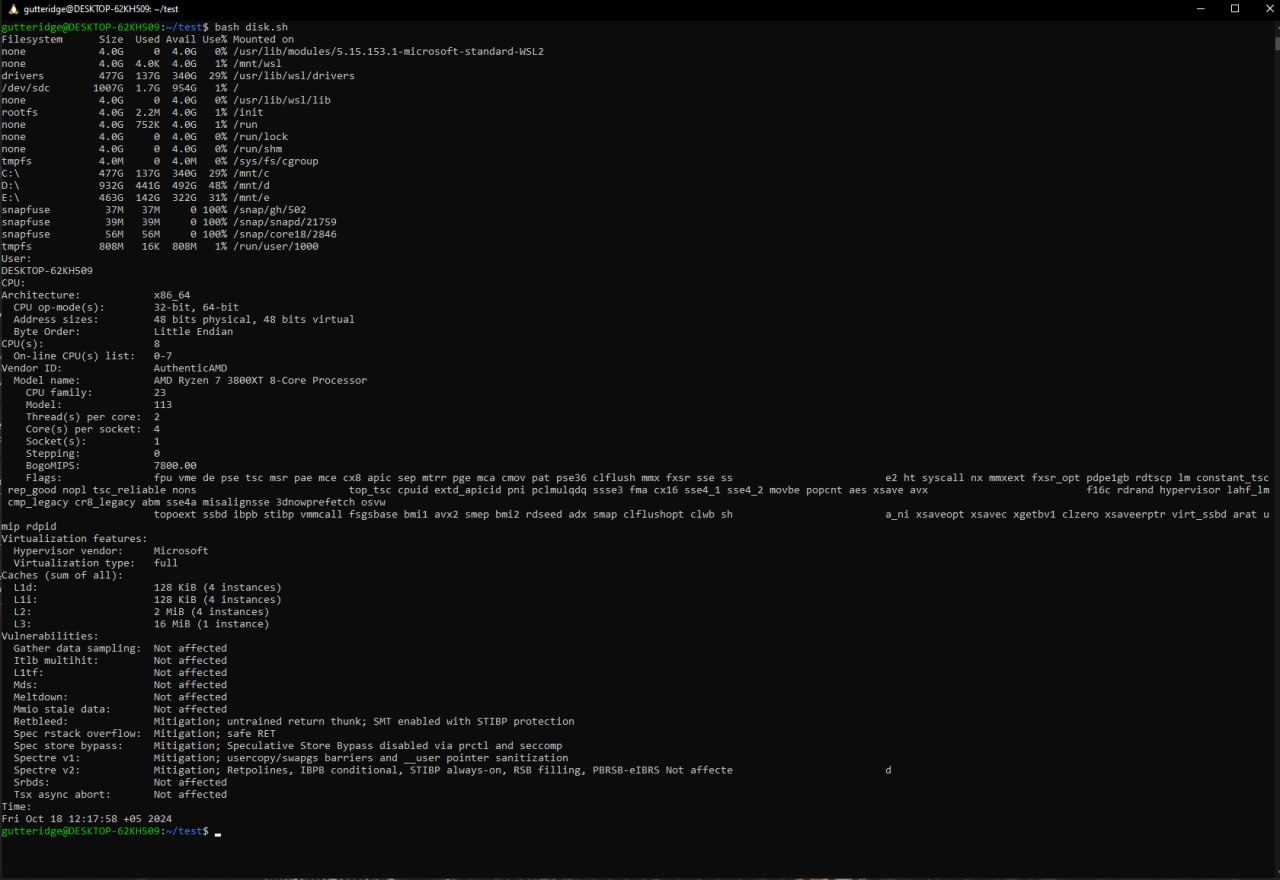 gutteridge@DESKTOP-62KH509: ~/test
gutteridge@DESKTOP-62KH509:~/test$ bash disk.sh
Filesystem      Size  Used Avail Use% Mounted on
none            4.0G     0  4.0G   0% /usr/lib/modules/5.15.153.1-microsoft-standard-WSL2
none            4.0G  4.0K  4.0G   1% /mnt/wsl
drivers         477G  137G  340G  29% /usr/lib/wsl/drivers
/dev/sdc       1007G  1.7G  954G   1% /
none            4.0G     0  4.0G   0% /usr/lib/wsl/lib
rootfs          4.0G  2.2M  4.0G   1% /init
none            4.0G  752K  4.0G   1% /run
none            4.0G     0  4.0G   0% /run/lock
none            4.0G     0  4.0G   0% /run/shm
tmpfs           4.0M     0  4.0M   0% /sys/fs/cgroup
C:\             477G  137G  340G  29% /mnt/c
D:\             932G  441G  492G  48% /mnt/d
E:\             463G  142G  322G  31% /mnt/e
snapfuse         37M   37M     0 100% /snap/gh/502
snapfuse         39M   39M     0 100% /snap/snapd/21759
snapfuse         56M   56M     0 100% /snap/core18/2846
tmpfs           808M   16K  808M   1% /run/user/1000
User:
DESKTOP-62KH509
CPU:
Architecture:            x86_64
  CPU op-mode(s):        32-bit, 64-bit
  Address sizes:         48 bits physical, 48 bits virtual
  Byte Order:            Little Endian
CPU(s):                  8
  On-line CPU(s) list:   0-7
Vendor ID:               AuthenticAMD
  Model name:            AMD Ryzen 7 3800XT 8-Core Processor
    CPU family:          23
    Model:               113
    Thread(s) per core:  2
    Core(s) per socket:  4
    Socket(s):           1
    Stepping:            0
    BogoMIPS:            7800.00
    Flags:               fpu vme de pse tsc msr pae mce cx8 apic sep mtrr pge mca cmov pat pse36 clflush mmx fxsr sse ss e2 ht syscall nx mmxext fxsr_opt pdpe1gb rdtscp lm constant_tsc
 rep_good nopl tsc_reliable nons top_tsc cpuid extd_apicid pni pclmulqdq ssse3 fma cx16 sse4_1 sse4_2 movbe popcnt aes xsave avx f16c rdrand hypervisor lahf_lm
 cmp_legacy cr8_legacy abm sse4a misalignsse 3dnowprefetch osvw
 topoext ssbd ibpb stibp vmmcall fsgsbase bmi1 avx2 smep bmi2 rdseed adx smap clflushopt clwb sh a_ni xsaveopt xsavec xgetbv1 clzero xsaveerptr virt_ssbd arat u
mip rdpid
Virtualization features:
  Hypervisor vendor:     Microsoft
  Virtualization type:   full
Caches (sum of all):
  L1d:                   128 KiB (4 instances)
  L1i:                   128 KiB (4 instances)
  L2:                    2 MiB (4 instances)
  L3:                    16 MiB (1 instance)
Vulnerabilities:
  Gather data sampling:  Not affected
  Itlb multihit:         Not affected
  L1tf:                  Not affected
  Mds:                   Not affected
  Meltdown:              Not affected
  Mmio stale data:       Not affected
  Retbleed:              Mitigation; untrained return thunk; SMT enabled with STIBP protection
  Spec rstack overflow:  Mitigation; safe RET
  Spec store bypass:     Mitigation; Speculative Store Bypass disabled via prctl and seccomp
  Spectre v1:            Mitigation; usercopy/swapgs barriers and __user pointer sanitization
  Spectre v2:            Mitigation; Retpolines, IBPB conditional, STIBP always-on, RSB filling, PBRSB-eIBRS Not affecte d
  Srbds:                 Not affected
  Tsx async abort:       Not affected
Time:
Fri Oct 18 12:17:58 +05 2024
gutteridge@DESKTOP-62KH509:~/test$